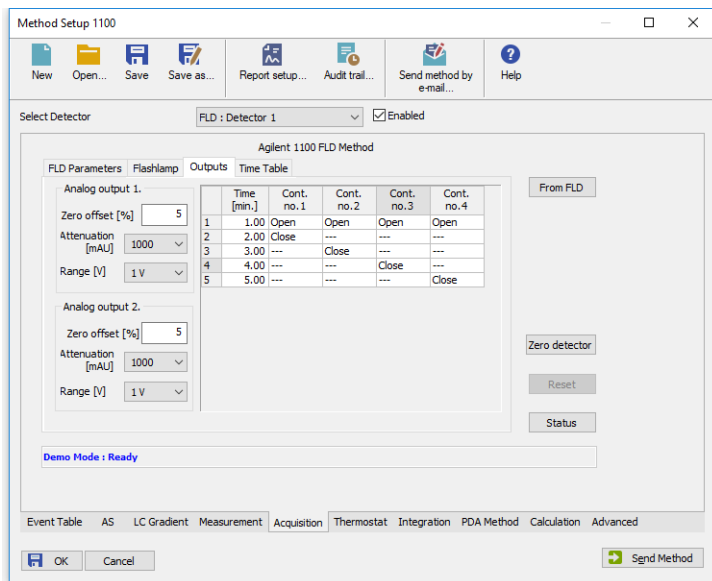 Method Setup 1100
New Open... Save Save as... Report setup... Audit trail... Send method by e-mail... Help
Select Detector FLD : Detector 1 Enabled
Agilent 1100 FLD Method
FLD Parameters Flashlamp Outputs Time Table
From FLD
Analog output 1.
Zero offset [%] 5
Attenuation [mAU] 1000
Range [V] 1 V
Analog output 2.
Zero offset [%] 5
Attenuation [mAU] 1000
Range [V] 1 V
Time [min.] Cont. no.1 Cont. no.2 Cont. no.3 Cont. no.4
1 1.00 Open Open Open Open
2 2.00 Close --- --- ---
3 3.00 --- Close --- ---
4 4.00 --- --- Close ---
5 5.00 --- --- --- Close
Zero detector
Reset
Status
Demo Mode : Ready
Event Table AS LC Gradient Measurement Acquisition Thermostat Integration PDA Method Calculation Advanced
OK Cancel Send Method